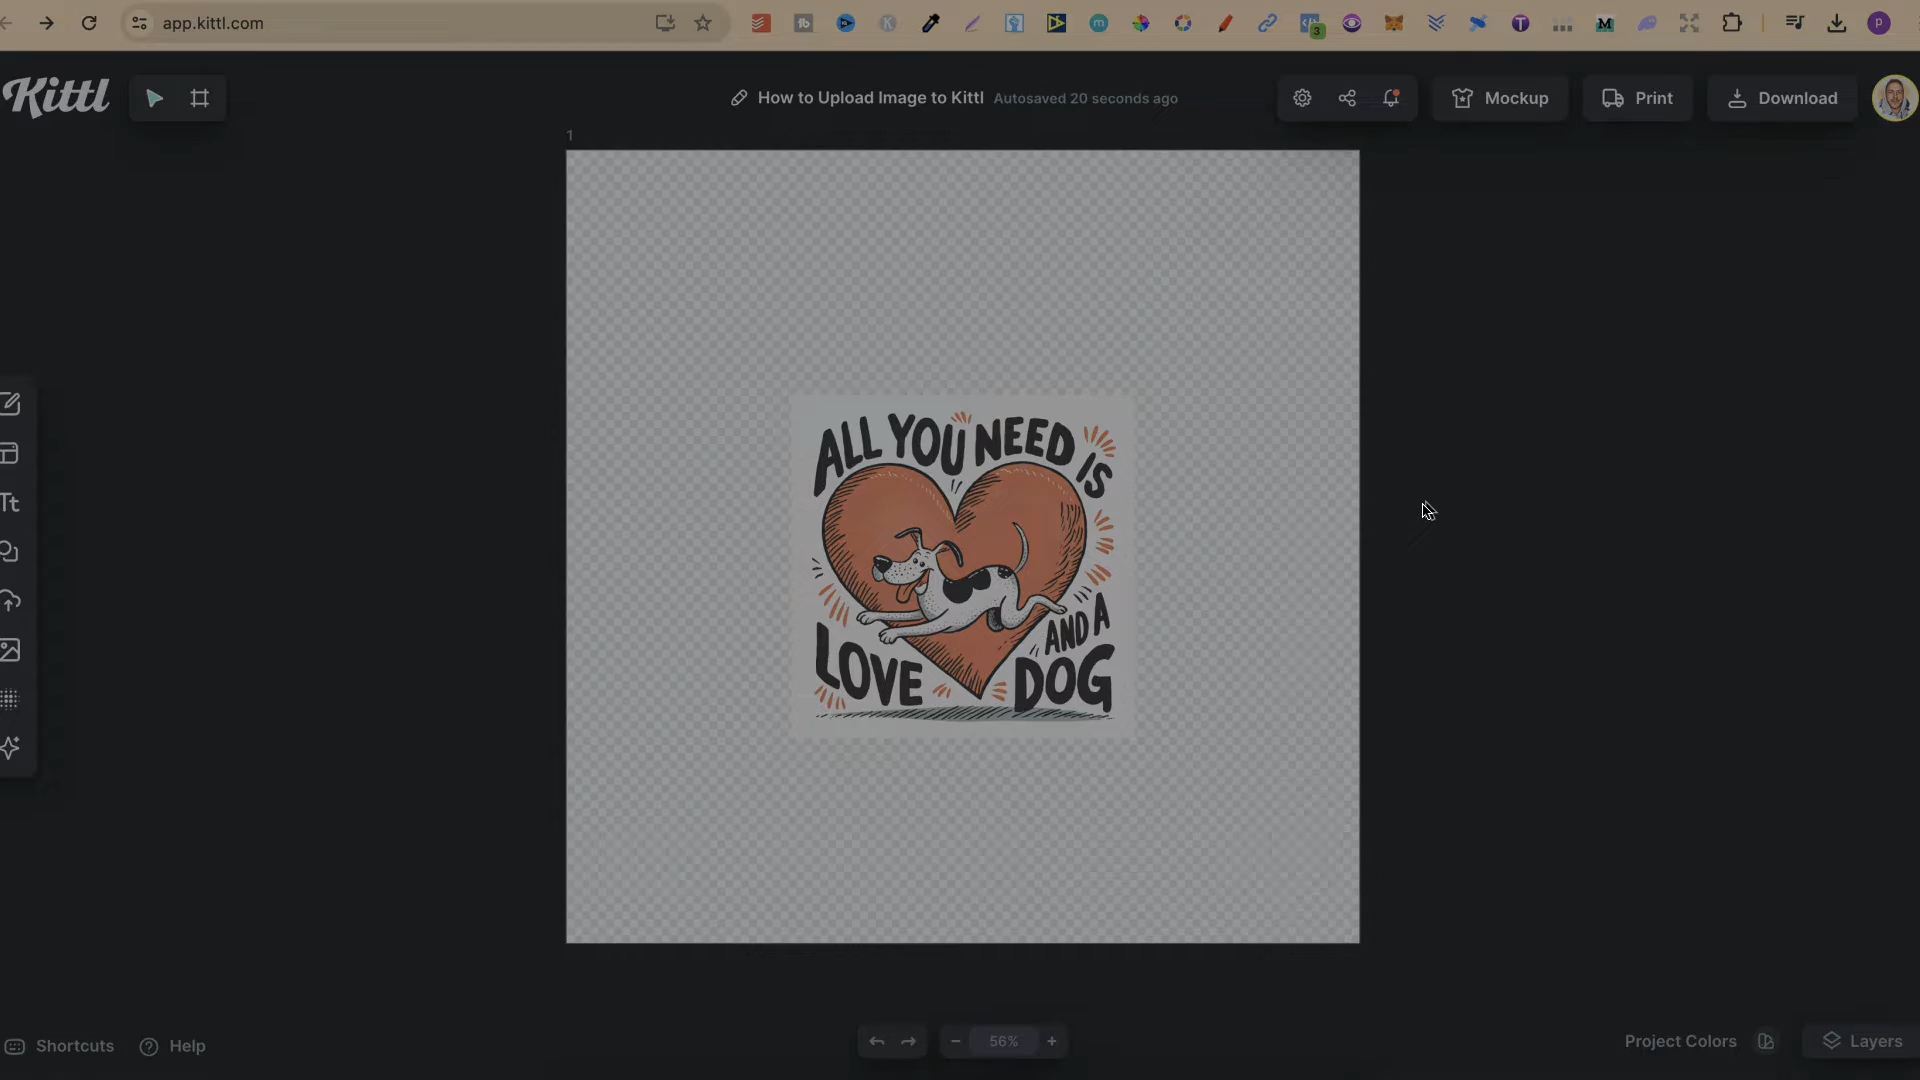 app.kittl.com
3
P
Kittl
How to Upload Image to Kittl Autosaved 20 seconds ago
Mockup
Print
Download
1
ALL YOU NEED IS
AND A
LOVE DOG
Tt
Shortcuts
Help
56%
Project Colors
Layers